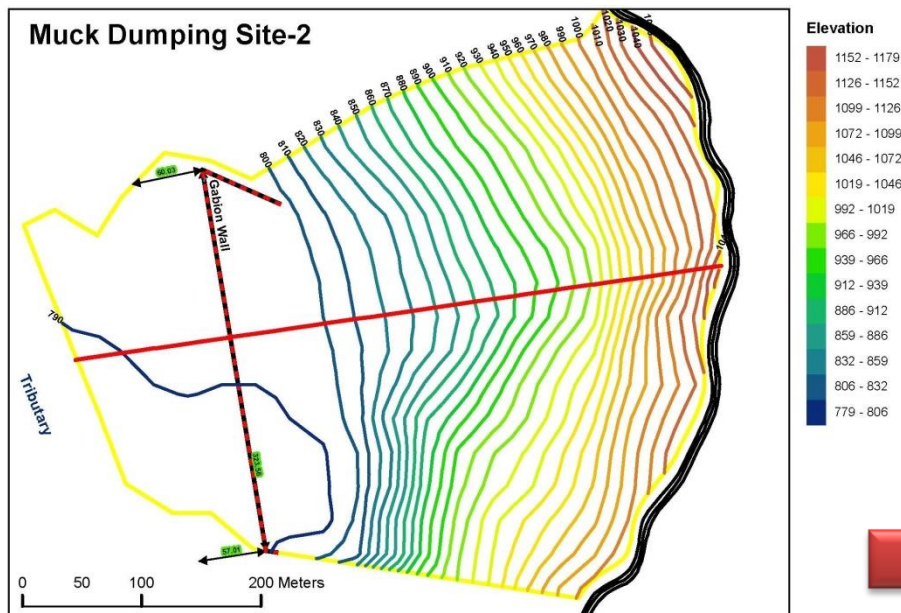 Muck Dumping Site-2
800
810
820
830
840
850
860
870
880
890
900
910
920
930
940
950
960
970
980
990
1000
1010
1020
1030
1040
60.03
Gabion Wall
790
Tributary
323.56
57.01
0 50 100 200 Meters
Elevation
1152 - 1179
1126 - 1152
1099 - 1126
1072 - 1099
1046 - 1072
1019 - 1046
992 - 1019
966 - 992
939 - 966
912 - 939
886 - 912
859 - 886
832 - 859
806 - 832
779 - 806